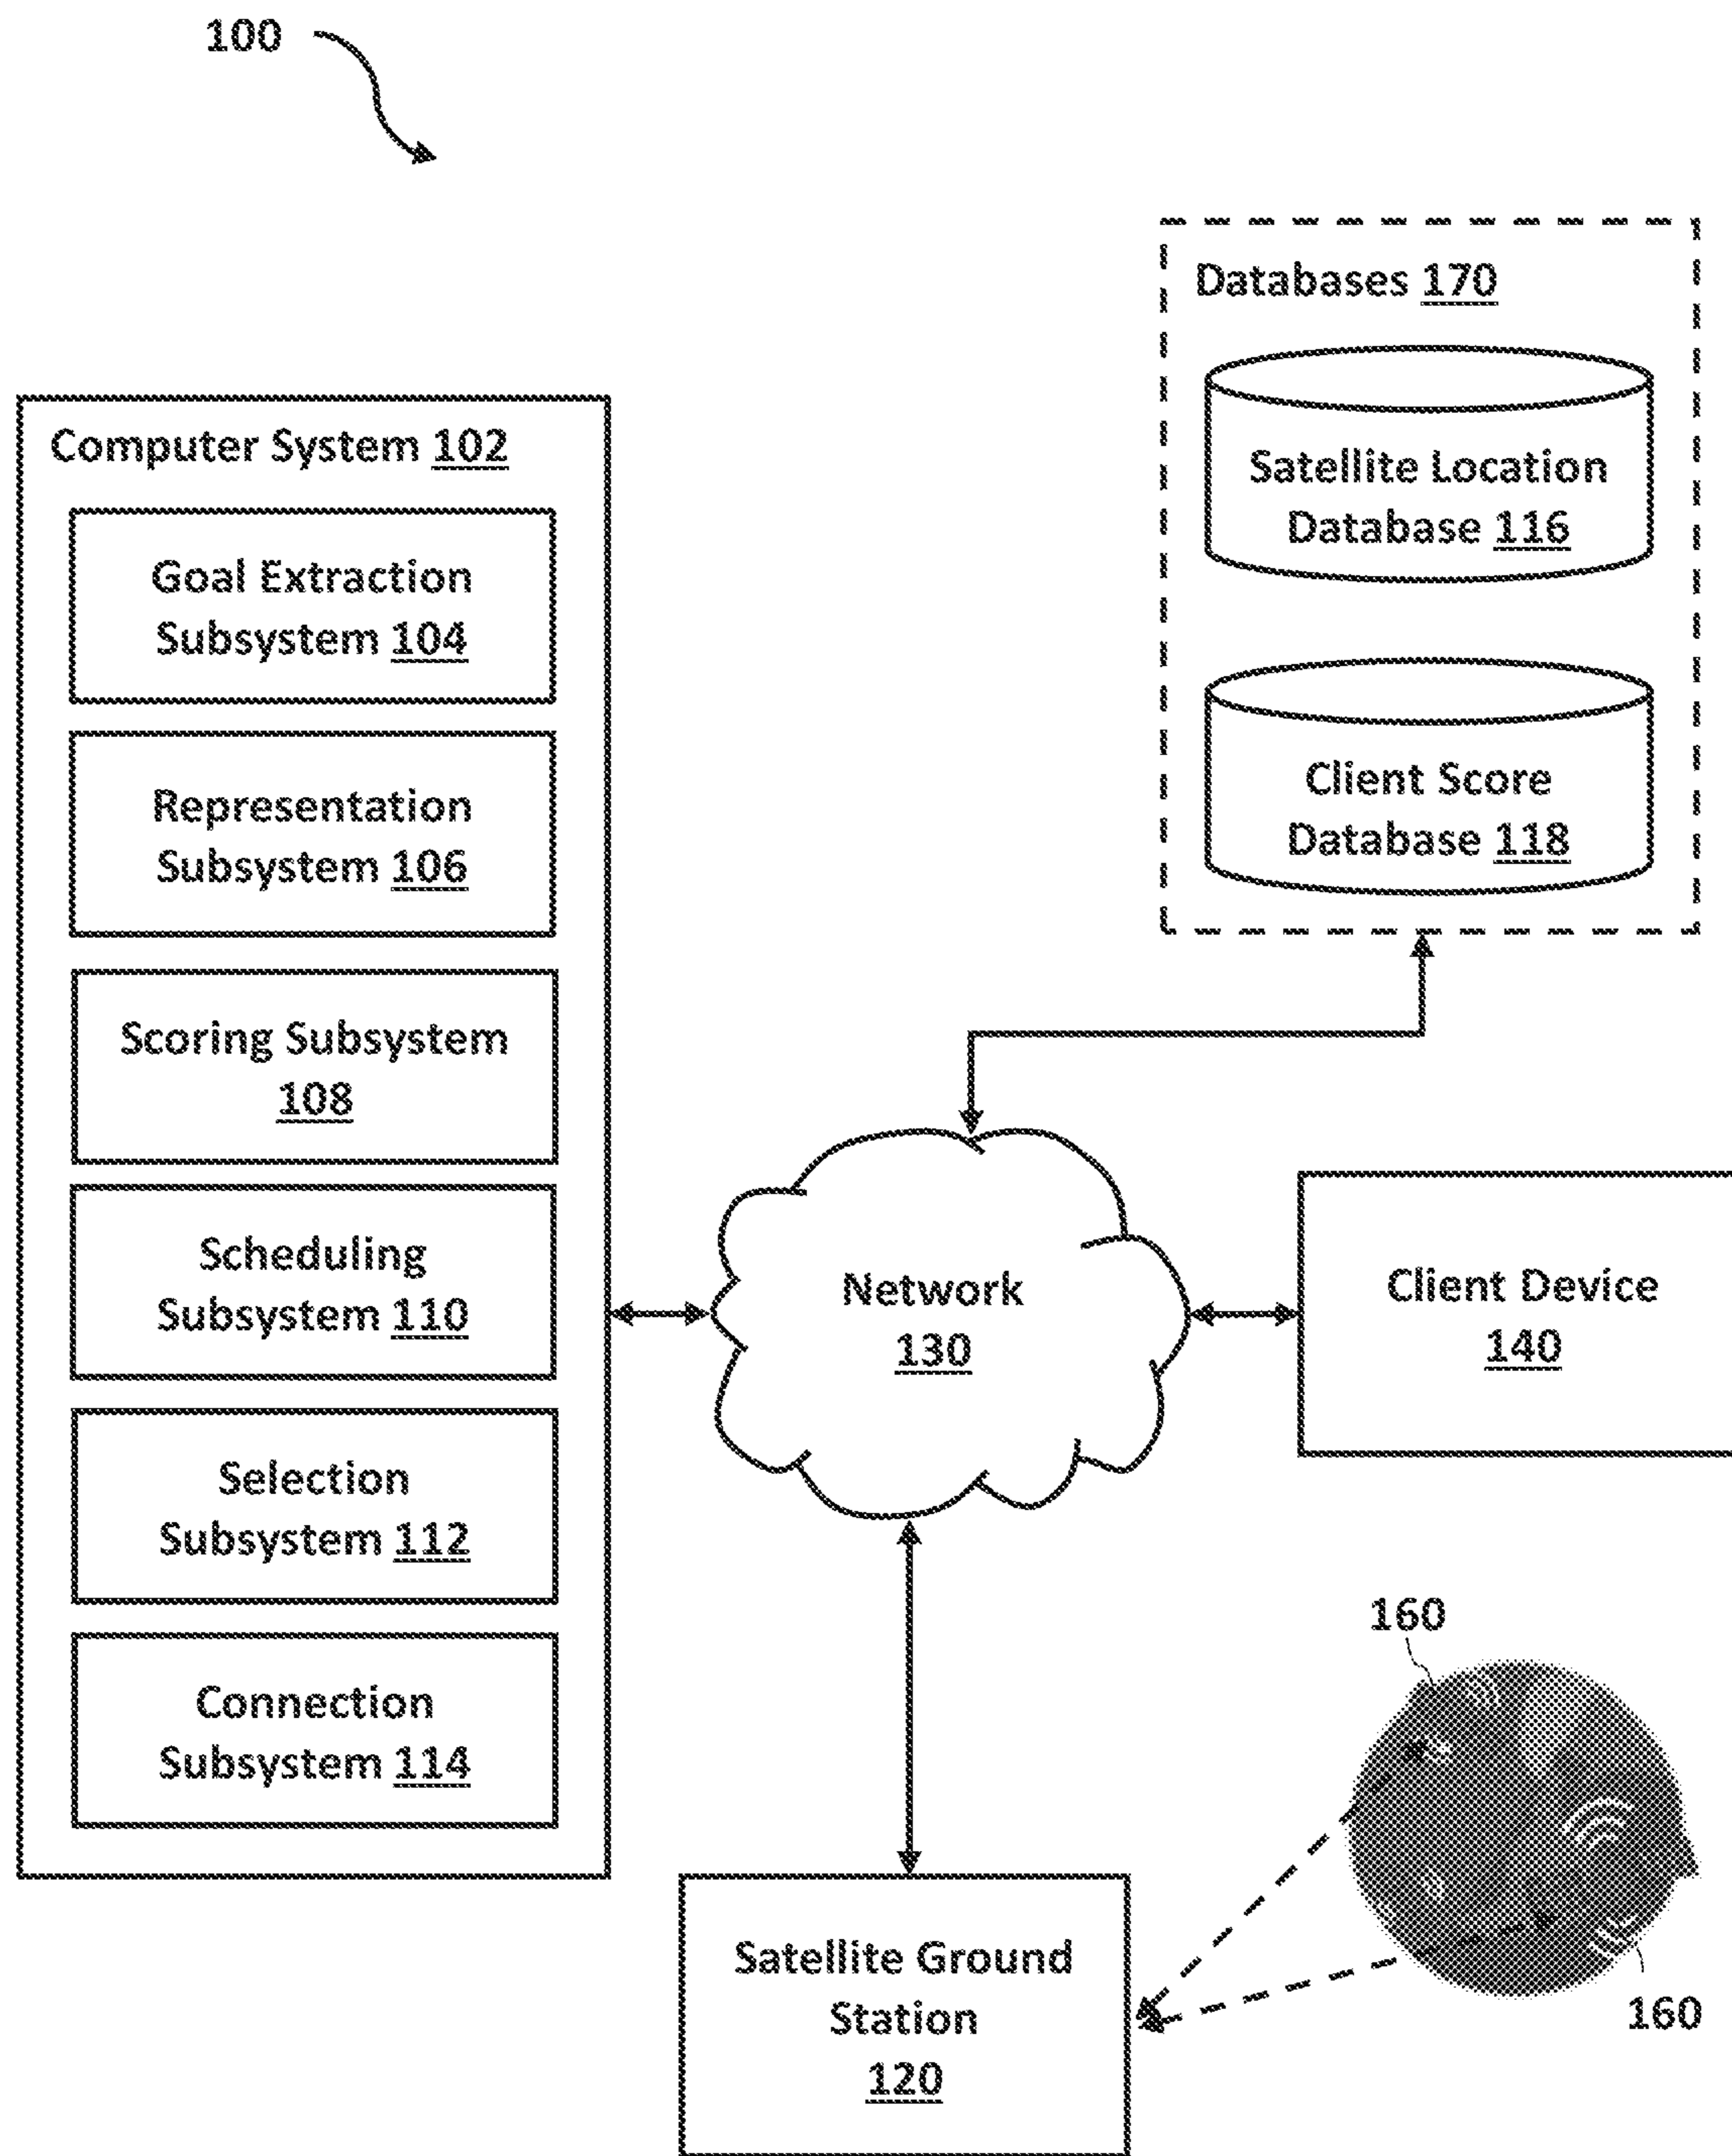 100
Databases 170
Satellite Location
Database 116
Client Score
Database 118
Computer System 102
Goal Extraction
Subsystem 104
Representation
Subsystem 106
Scoring Subsystem
108
Scheduling
Subsystem 110
Selection
Subsystem 112
Connection
Subsystem 114
Network
130
Client Device
140
Satellite Ground
Station
120
160
160